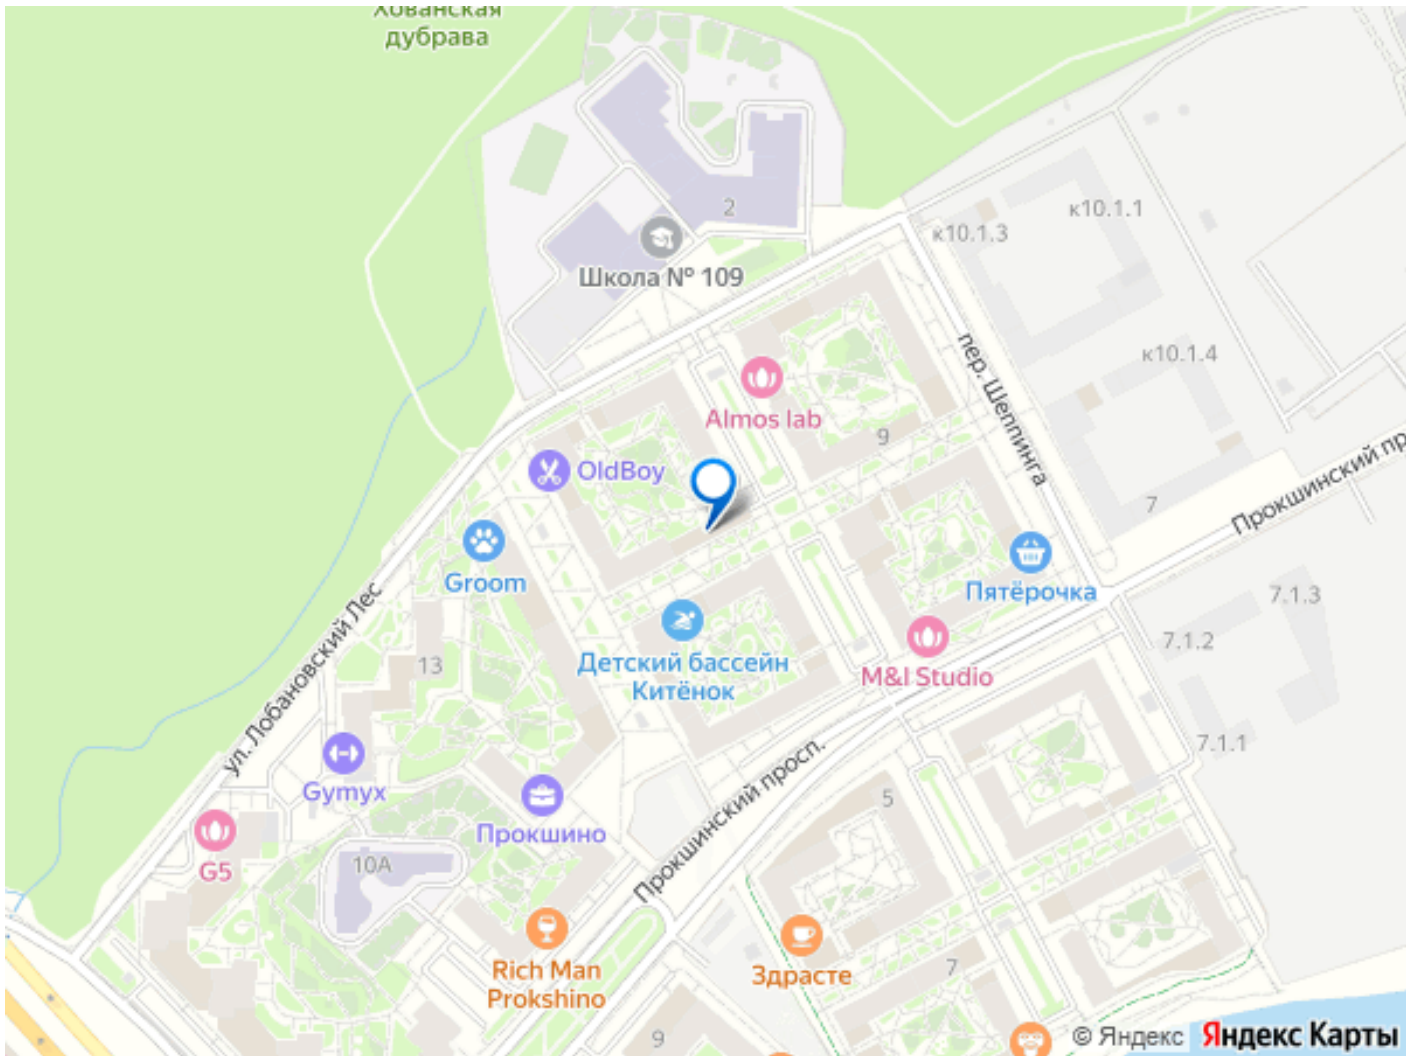 Хованская
дубрава
2
Школа № 109
к10.1.1
к10.1.3
к10.1.4
пер. Шеппинга
Almos lab
9
OldBoy
7
Прокшинский пр
Groom
Пятёрочка
7.1.3
7.1.2
7.1.1
Детский бассейн
Китёнок
M&I Studio
13
ул. Лобановский Лес
Gymyx
Прокшинский просп.
5
Прокшино
G5
10А
Rich Man
Prokshino
Здрасте
7
9
© Яндекс Яндекс Карты